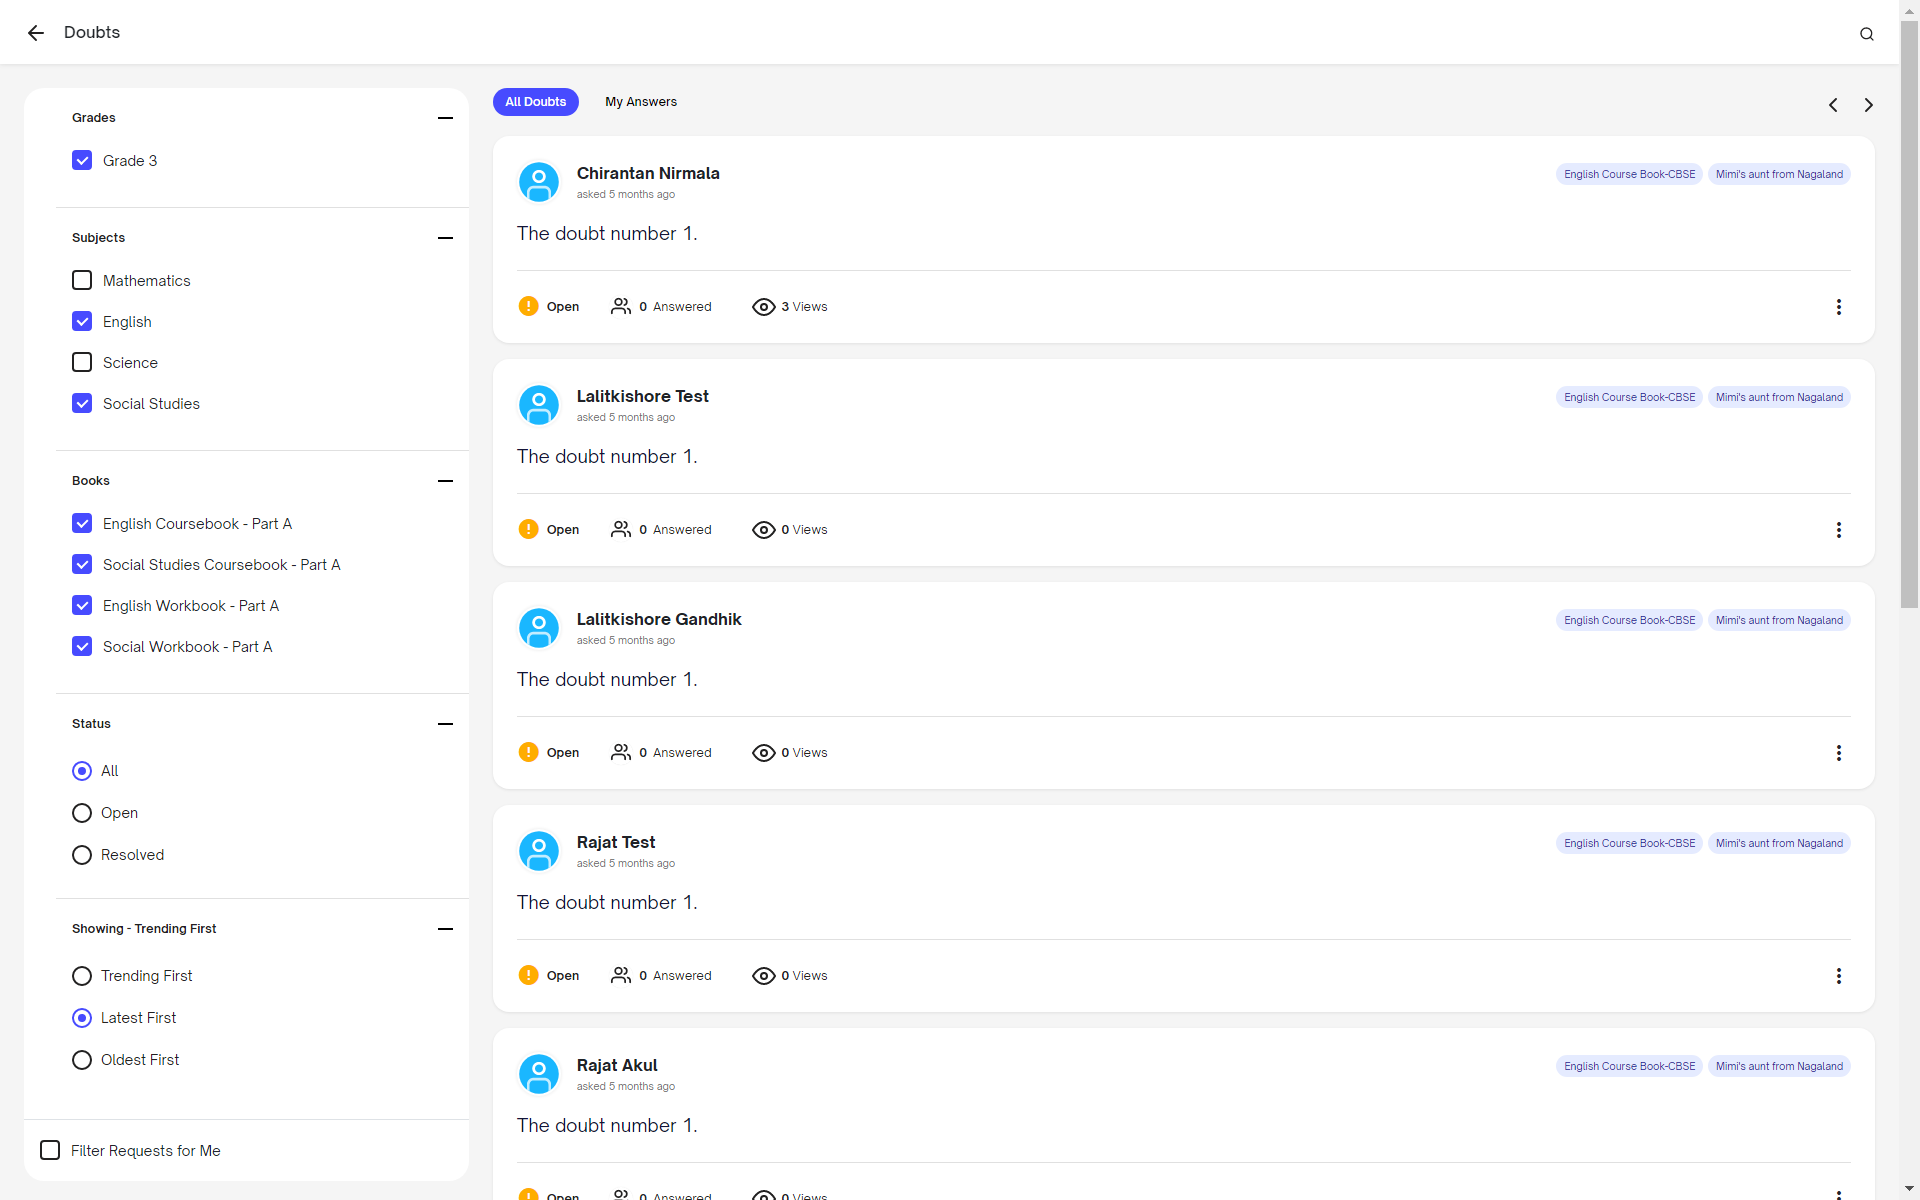 Doubts
Grades
Grade 3
Subjects
Mathematics
English
Science
Social Studies
Books
English Coursebook - Part A
Social Studies Coursebook - Part A
English Workbook - Part A
Social Workbook - Part A
Status
All
Open
Resolved
Showing - Trending First
Trending First
Latest First
Oldest First
Filter Requests for Me
All Doubts My Answers
Chirantan Nirmala English Course Book-CBSE Mimi's aunt from Nagaland
asked 5 months ago
The doubt number 1.
Open 0 Answered 3 Views
Lalitkishore Test English Course Book-CBSE Mimi's aunt from Nagaland
asked 5 months ago
The doubt number 1.
Open 0 Answered 0 Views
Lalitkishore Gandhik English Course Book-CBSE Mimi's aunt from Nagaland
asked 5 months ago
The doubt number 1.
Open 0 Answered 0 Views
Rajat Test English Course Book-CBSE Mimi's aunt from Nagaland
asked 5 months ago
The doubt number 1.
Open 0 Answered 0 Views
Rajat Akul English Course Book-CBSE Mimi's aunt from Nagaland
asked 5 months ago
The doubt number 1.
Open 0 Answered 0 Views